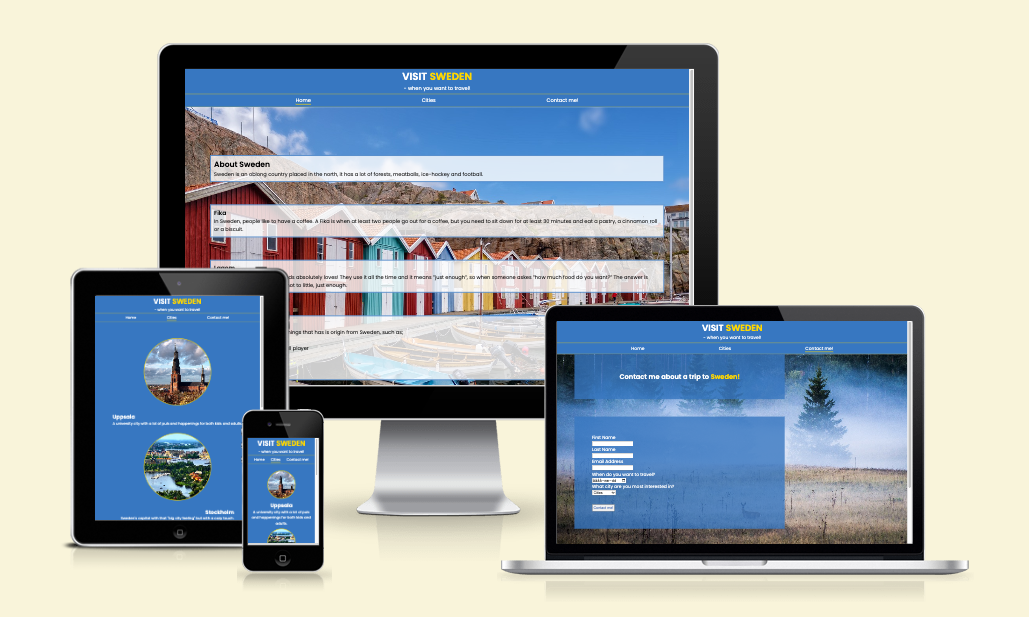 VISIT SWEDEN
- when you want to travel!
Home Cities Contact me!
About Sweden
Sweden is an oblong country placed in the north, it has a lot of forests, meatballs, ice-hockey and football.
Fika
In Sweden, people like to have a coffee. A Fika is when at least two people go out for a coffee, but you need to sit down for at least 30 minutes and eat a pastry, a cinnamon roll
or a biscuit.
absolutely loves! They use it all the time and it means "just enough", so when someone asks "how much food do you want?" The answer is
to little, just enough.
that has is origin from Sweden, such as;
player
VISIT SWEDEN
- when you want to travel!
Home Cities Contact me!
Uppsala
A university city with a lot of pub and happenings for both kids and adults.
Stockholm
Sweden's capital with that "big city feeling" but with a cozy touch.
VISIT SWEDEN
- when you want to travel!
Home Cities Contact me!
Uppsala
A university city with a lot of pub
and happenings for both kids and
adults.
VISIT SWEDEN
- when you want to travel!
Home Cities Contact me!
Contact me about a trip to Sweden!
First Name
Last Name
Email Address
When do you want to travel?
åååå-mm-dd
What city are you most interested in?
Cities
Contact me!